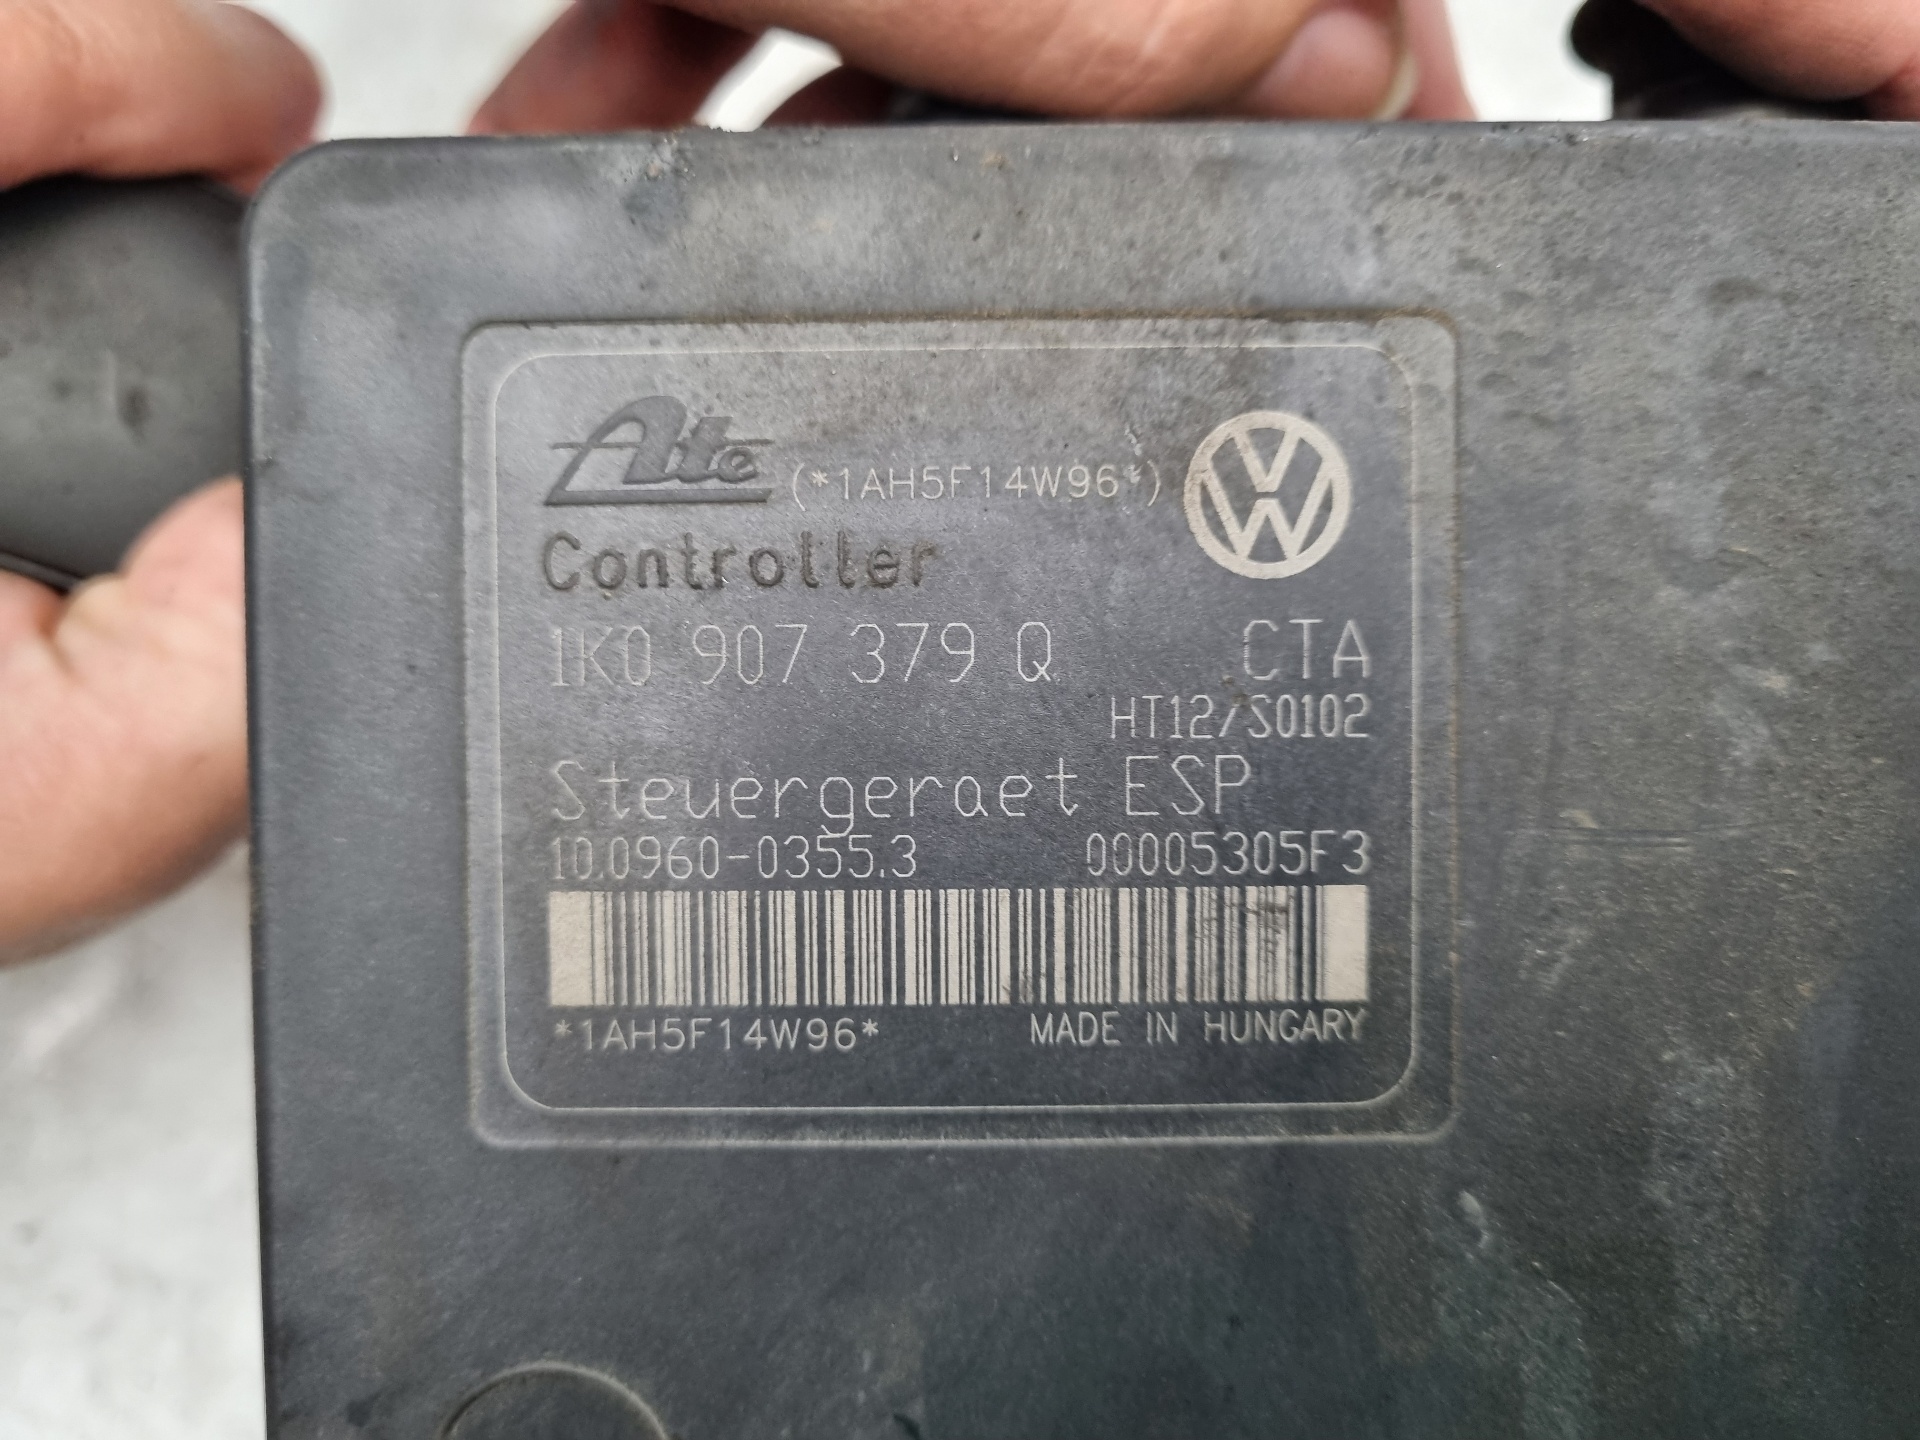 Ate (*1AH5F14W96*)
Controller
1K0 907 379 Q CTA
HT12/S0102
Steuergeraet ESP
10.0960-0355.3 00005305F3
*1AH5F14W96* MADE IN HUNGARY